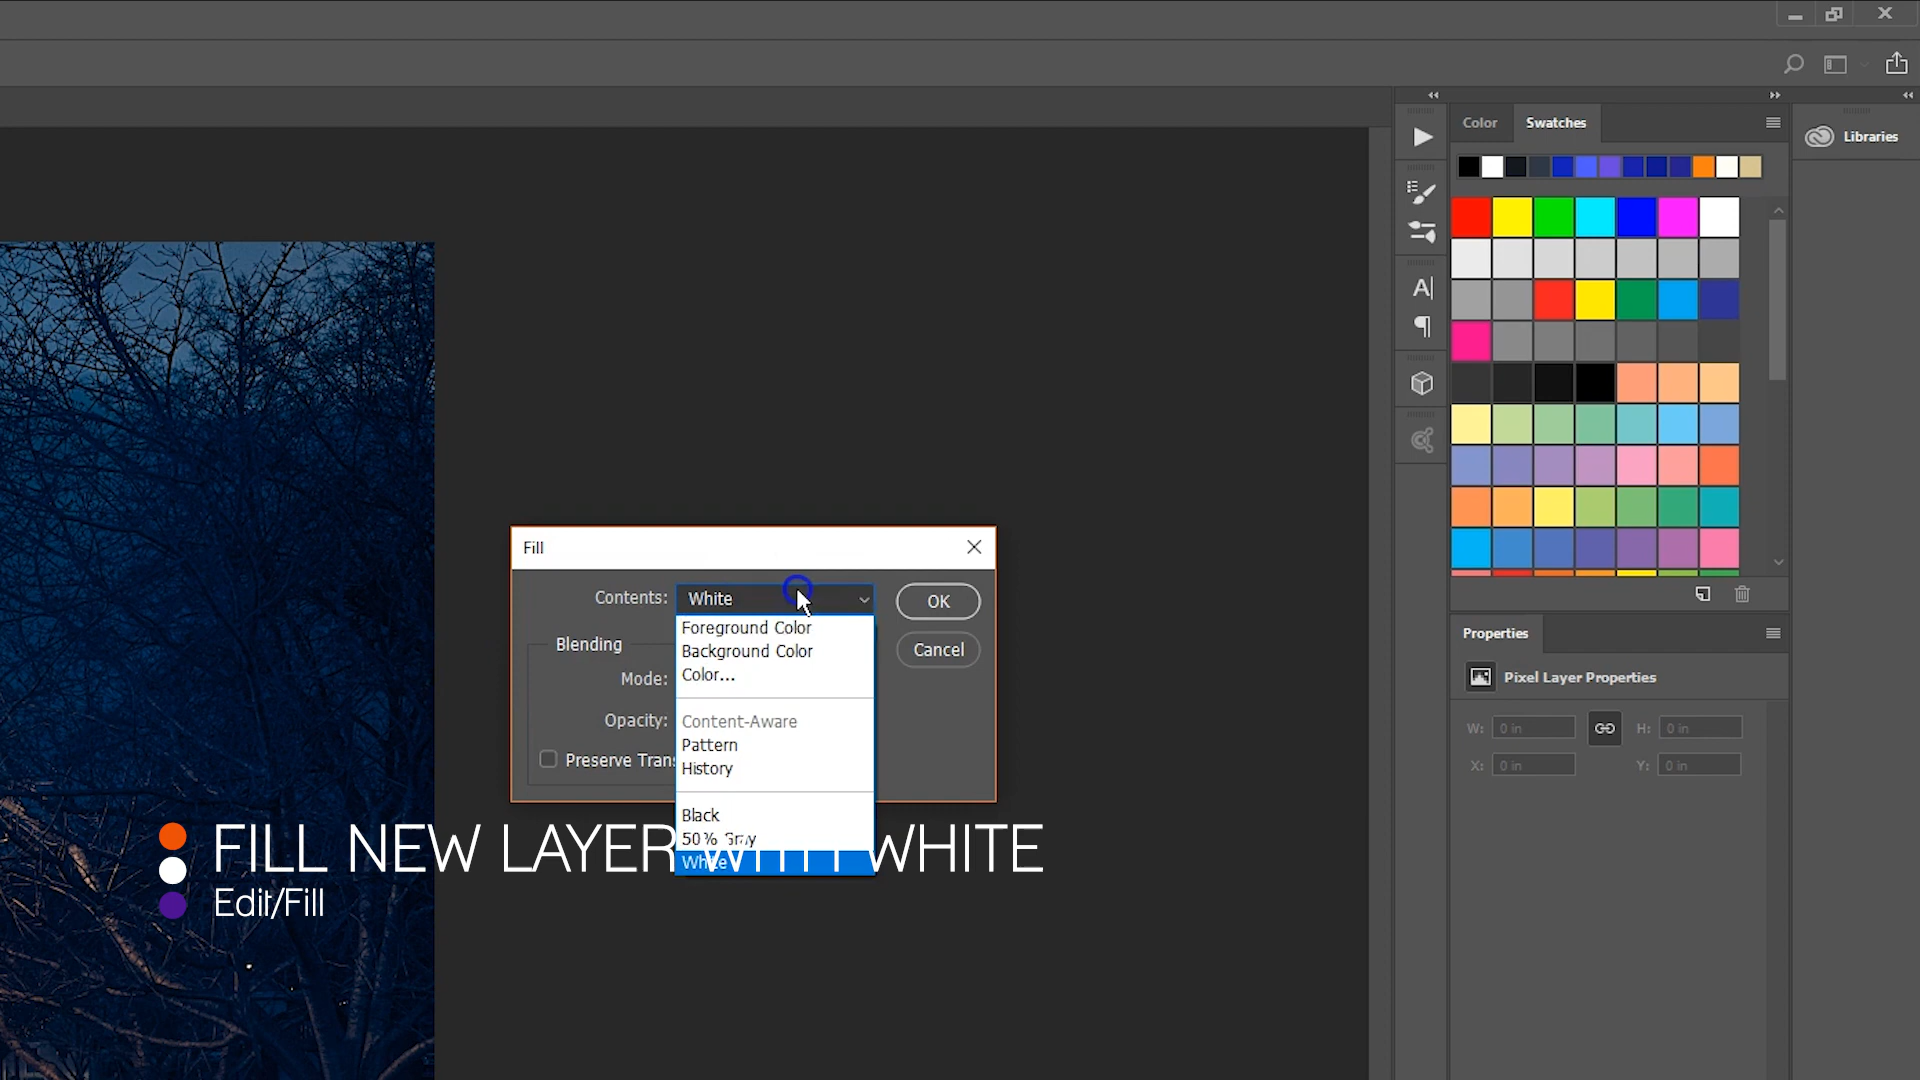 Color
Swatches
Libraries
Fill
Contents:
White
OK
Foreground Color
Background Color
Color...
Blending
Cancel
Mode:
Opacity:
Content-Aware
Pattern
Preserve Trans
History
Black
50% Gray
White
Properties
Pixel Layer Properties
W: 0 in
H: 0 in
X: 0 in
Y: 0 in
FILL NEW LAYER WITH WHITE
Edit/Fill